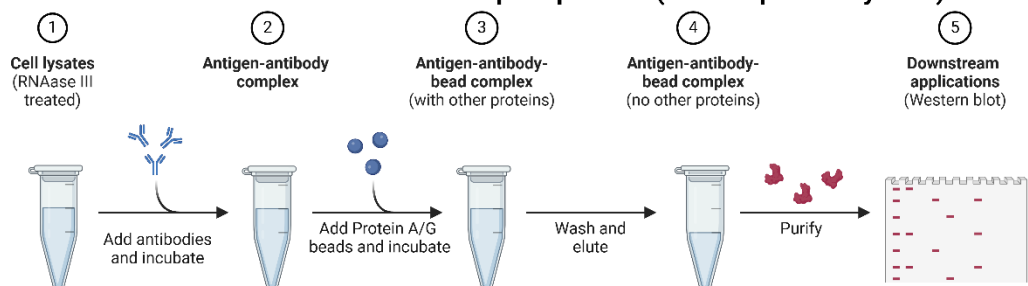 1
2
3
4
5
Cell lysates
(RNAase III
treated)
Antigen-antibody
complex
Antigen-antibody-
bead complex
(with other proteins)
Antigen-antibody-
bead complex
(no other proteins)
Downstream
applications
(Western blot)
Add antibodies
and incubate
Add Protein A/G
beads and incubate
Wash and
elute
Purify